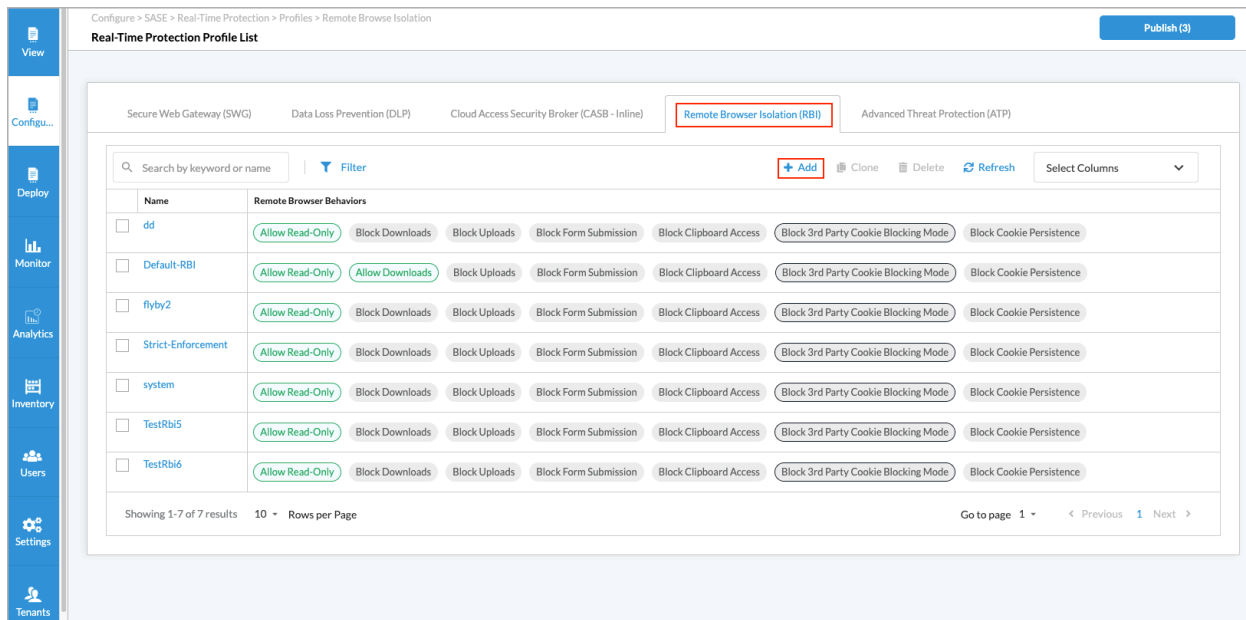 Configure > SASE > Real-Time Protection > Profiles > Remote Browse Isolation
Real-Time Protection Profile List
Publish (3)
View
Configu...
Deploy
Monitor
Analytics
Inventory
Users
Settings
Tenants
Secure Web Gateway (SWG) Data Loss Prevention (DLP) Cloud Access Security Broker (CASB - Inline) Remote Browser Isolation (RBI) Advanced Threat Protection (ATP)
Search by keyword or name Filter + Add Clone Delete Refresh Select Columns
Name Remote Browser Behaviors
dd Allow Read-Only Block Downloads Block Uploads Block Form Submission Block Clipboard Access Block 3rd Party Cookie Blocking Mode Block Cookie Persistence
Default-RBI Allow Read-Only Allow Downloads Block Uploads Block Form Submission Block Clipboard Access Block 3rd Party Cookie Blocking Mode Block Cookie Persistence
flyby2 Allow Read-Only Block Downloads Block Uploads Block Form Submission Block Clipboard Access Block 3rd Party Cookie Blocking Mode Block Cookie Persistence
Strict-Enforcement Allow Read-Only Block Downloads Block Uploads Block Form Submission Block Clipboard Access Block 3rd Party Cookie Blocking Mode Block Cookie Persistence
system Allow Read-Only Block Downloads Block Uploads Block Form Submission Block Clipboard Access Block 3rd Party Cookie Blocking Mode Block Cookie Persistence
TestRbi5 Allow Read-Only Block Downloads Block Uploads Block Form Submission Block Clipboard Access Block 3rd Party Cookie Blocking Mode Block Cookie Persistence
TestRbi6 Allow Read-Only Block Downloads Block Uploads Block Form Submission Block Clipboard Access Block 3rd Party Cookie Blocking Mode Block Cookie Persistence
Showing 1-7 of 7 results 10 Rows per Page Go to page 1 < Previous 1 Next >